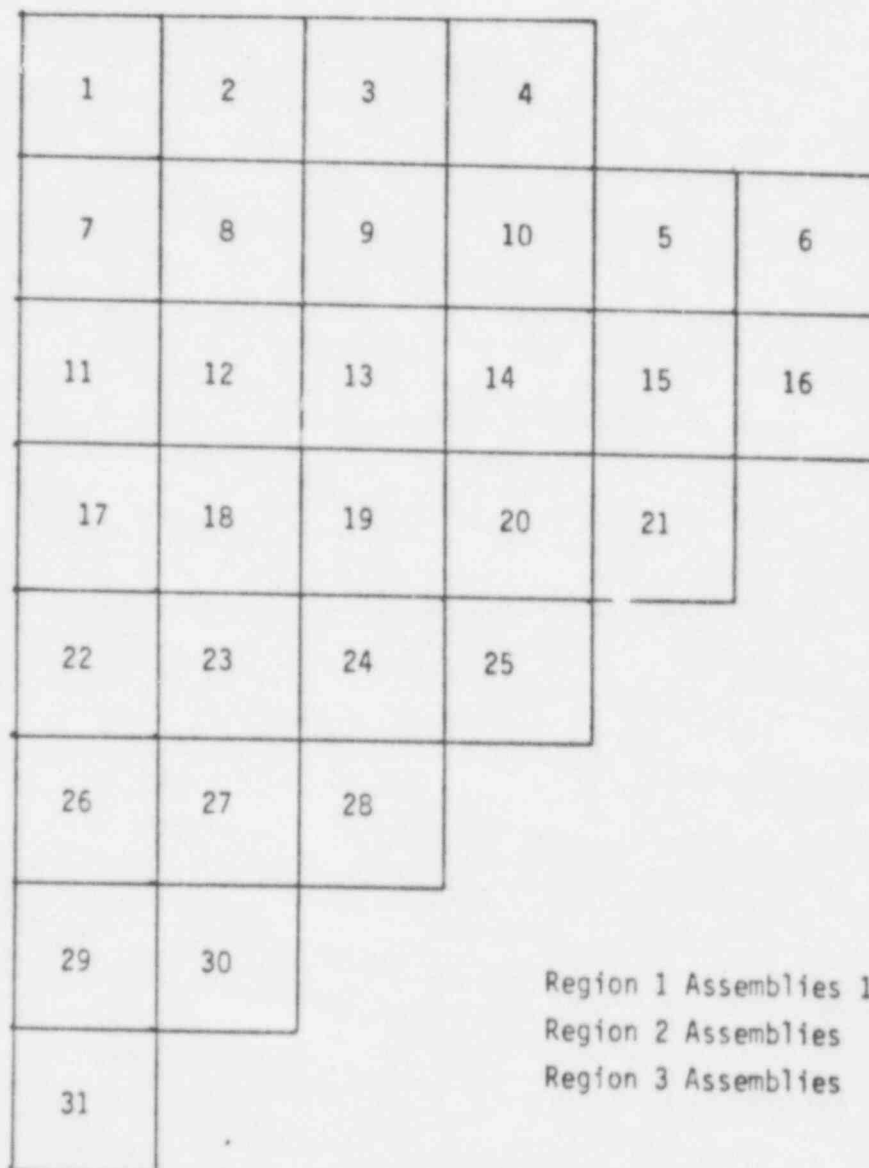 1 2 3 4
7 8 9 10 5 6
11 12 13 14 15 16
17 18 19 20 21
22 23 24 25
26 27 28
29 30
31
Region 1 Assemblies 1
Region 2 Assemblies
Region 3 Assemblies